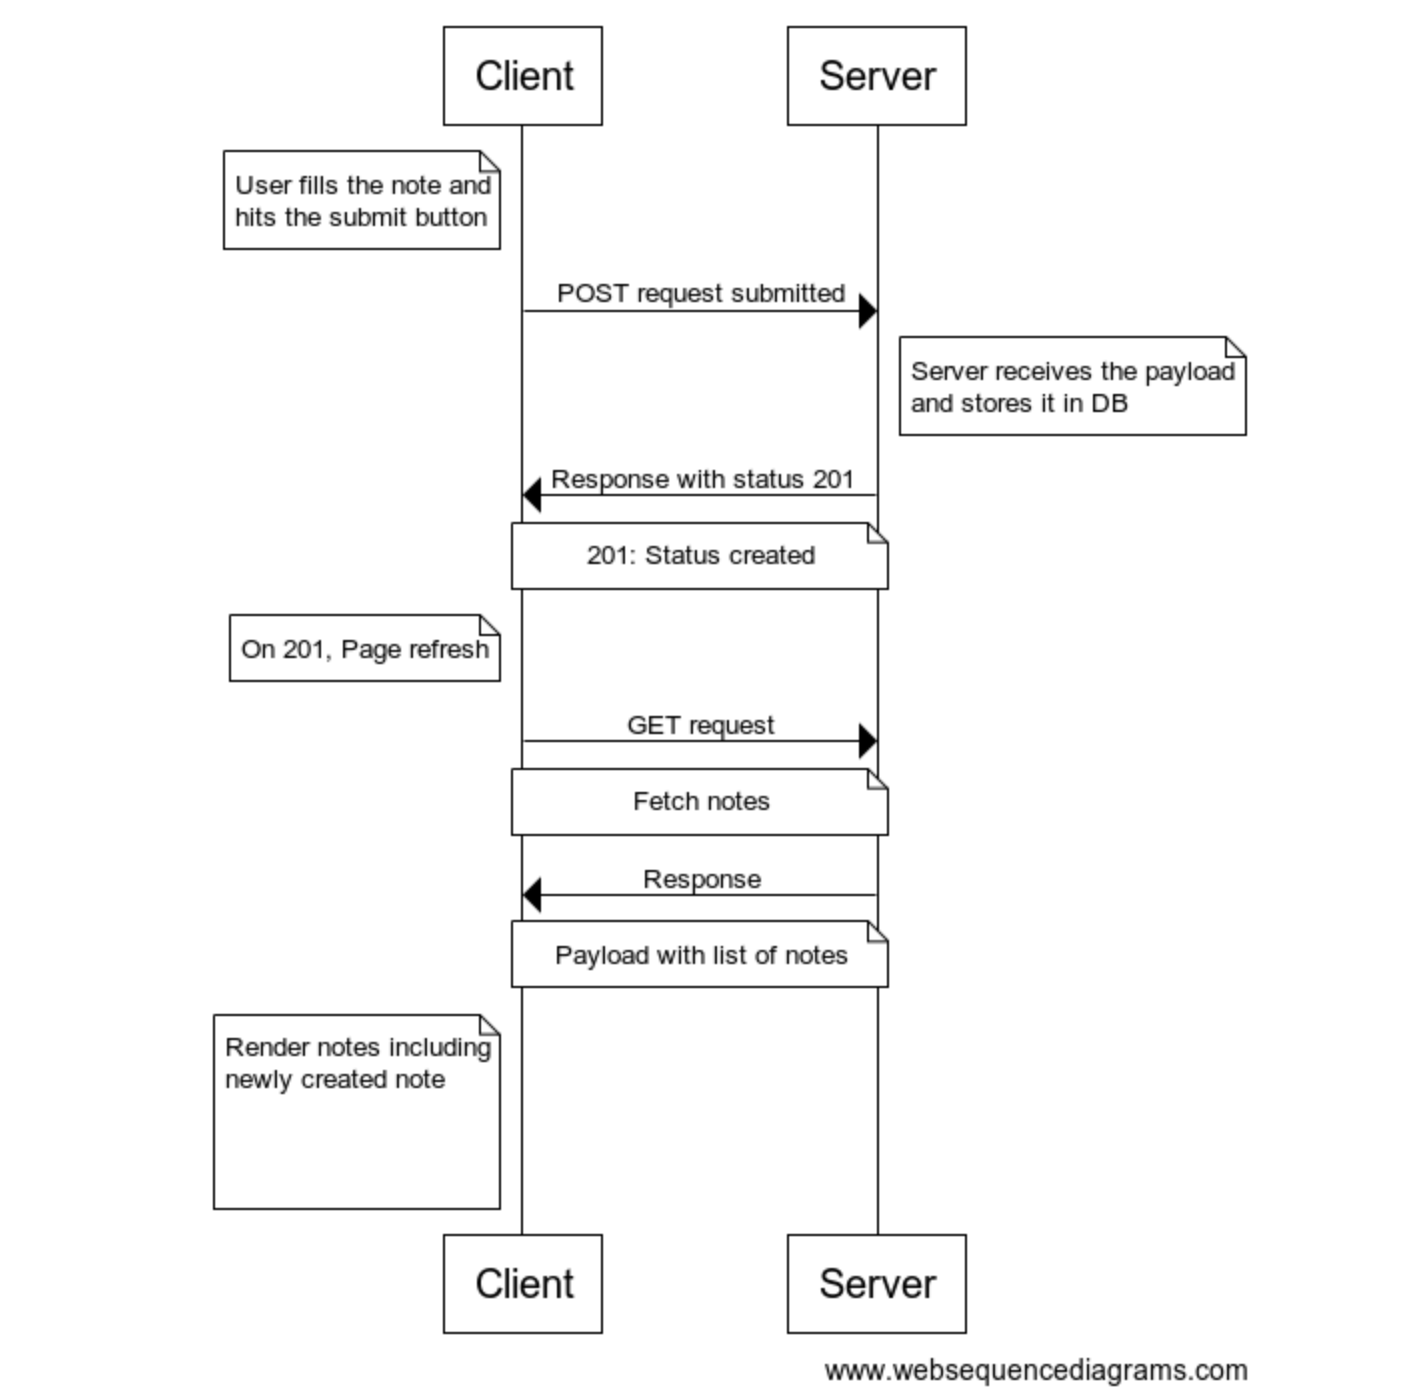 Client
Server
User fills the note and
hits the submit button
POST request submitted
Server receives the payload
and stores it in DB
Response with status 201
201: Status created
On 201, Page refresh
GET request
Fetch notes
Response
Payload with list of notes
Render notes including
newly created note
Client
Server
www.websequencediagrams.com